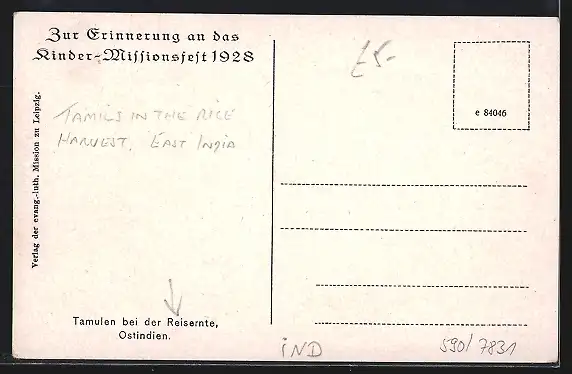 Zur Erinnerung an das
Kinder-Missionsfest 1928
£5-
e 84046
TAMILS IN THE RICE
HARVEST, EAST INDIA
Verlag der evang.-luth. Mission zu Leipzig.
Tamulen bei der Reisernte,
Ostindien.
IND
590/7831